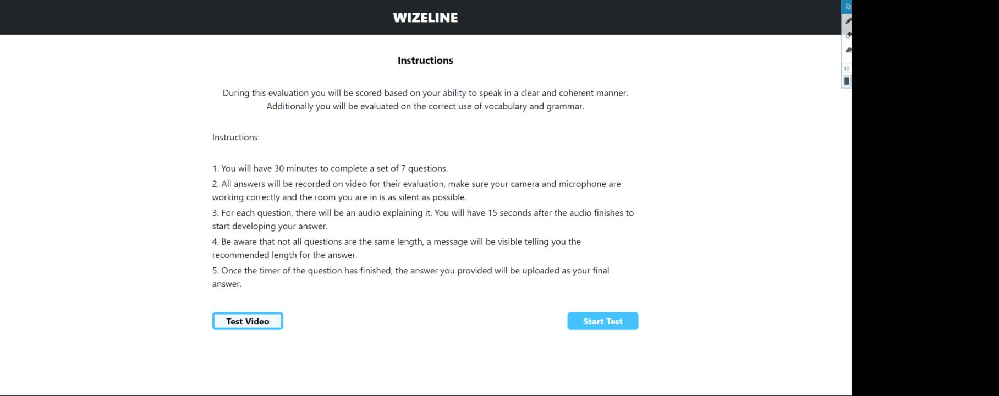 WIZELINE
Instructions
During this evaluation you will be scored based on your ability to speak in a clear and coherent manner.
Additionally you will be evaluated on the correct use of vocabulary and grammar.
Instructions:
1. You will have 30 minutes to complete a set of 7 questions.
2. All answers will be recorded on video for their evaluation, make sure your camera and microphone are
working correctly and the room you are in is as silent as possible.
3. For each question, there will be an audio explaining it. You will have 15 seconds after the audio finishes to
start developing your answer.
4. Be aware that not all questions are the same length, a message will be visible telling you the
recommended length for the answer.
5. Once the timer of the question has finished, the answer you provided will be uploaded as your final
answer.
Test Video
Start Test
10